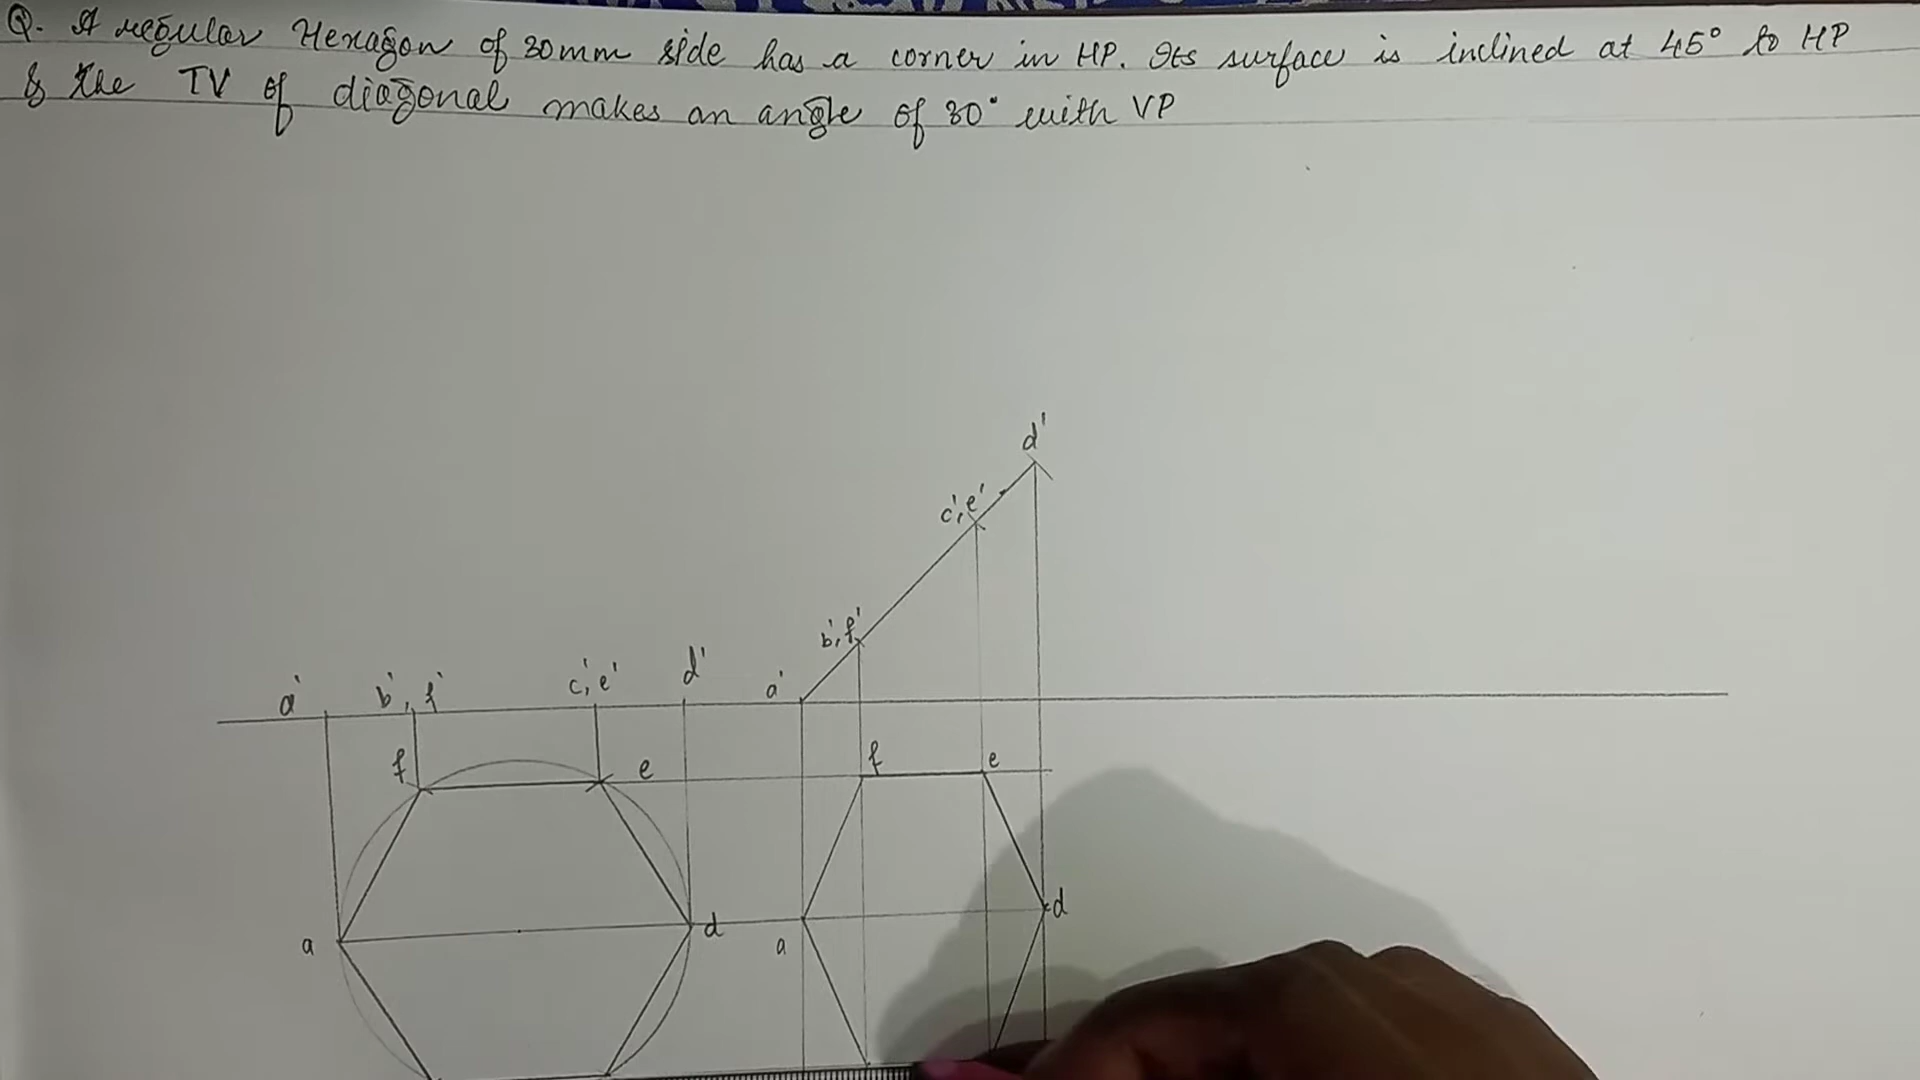 Q. A regular Hexagon of 30mm side has a corner in HP. Its surface is inclined at 45° to HP
& the TV of diagonal makes an angle of 30° with VP
d'
c', e'
b', f'
a' b', f' c', e' d' a'
f e f e
a d a d